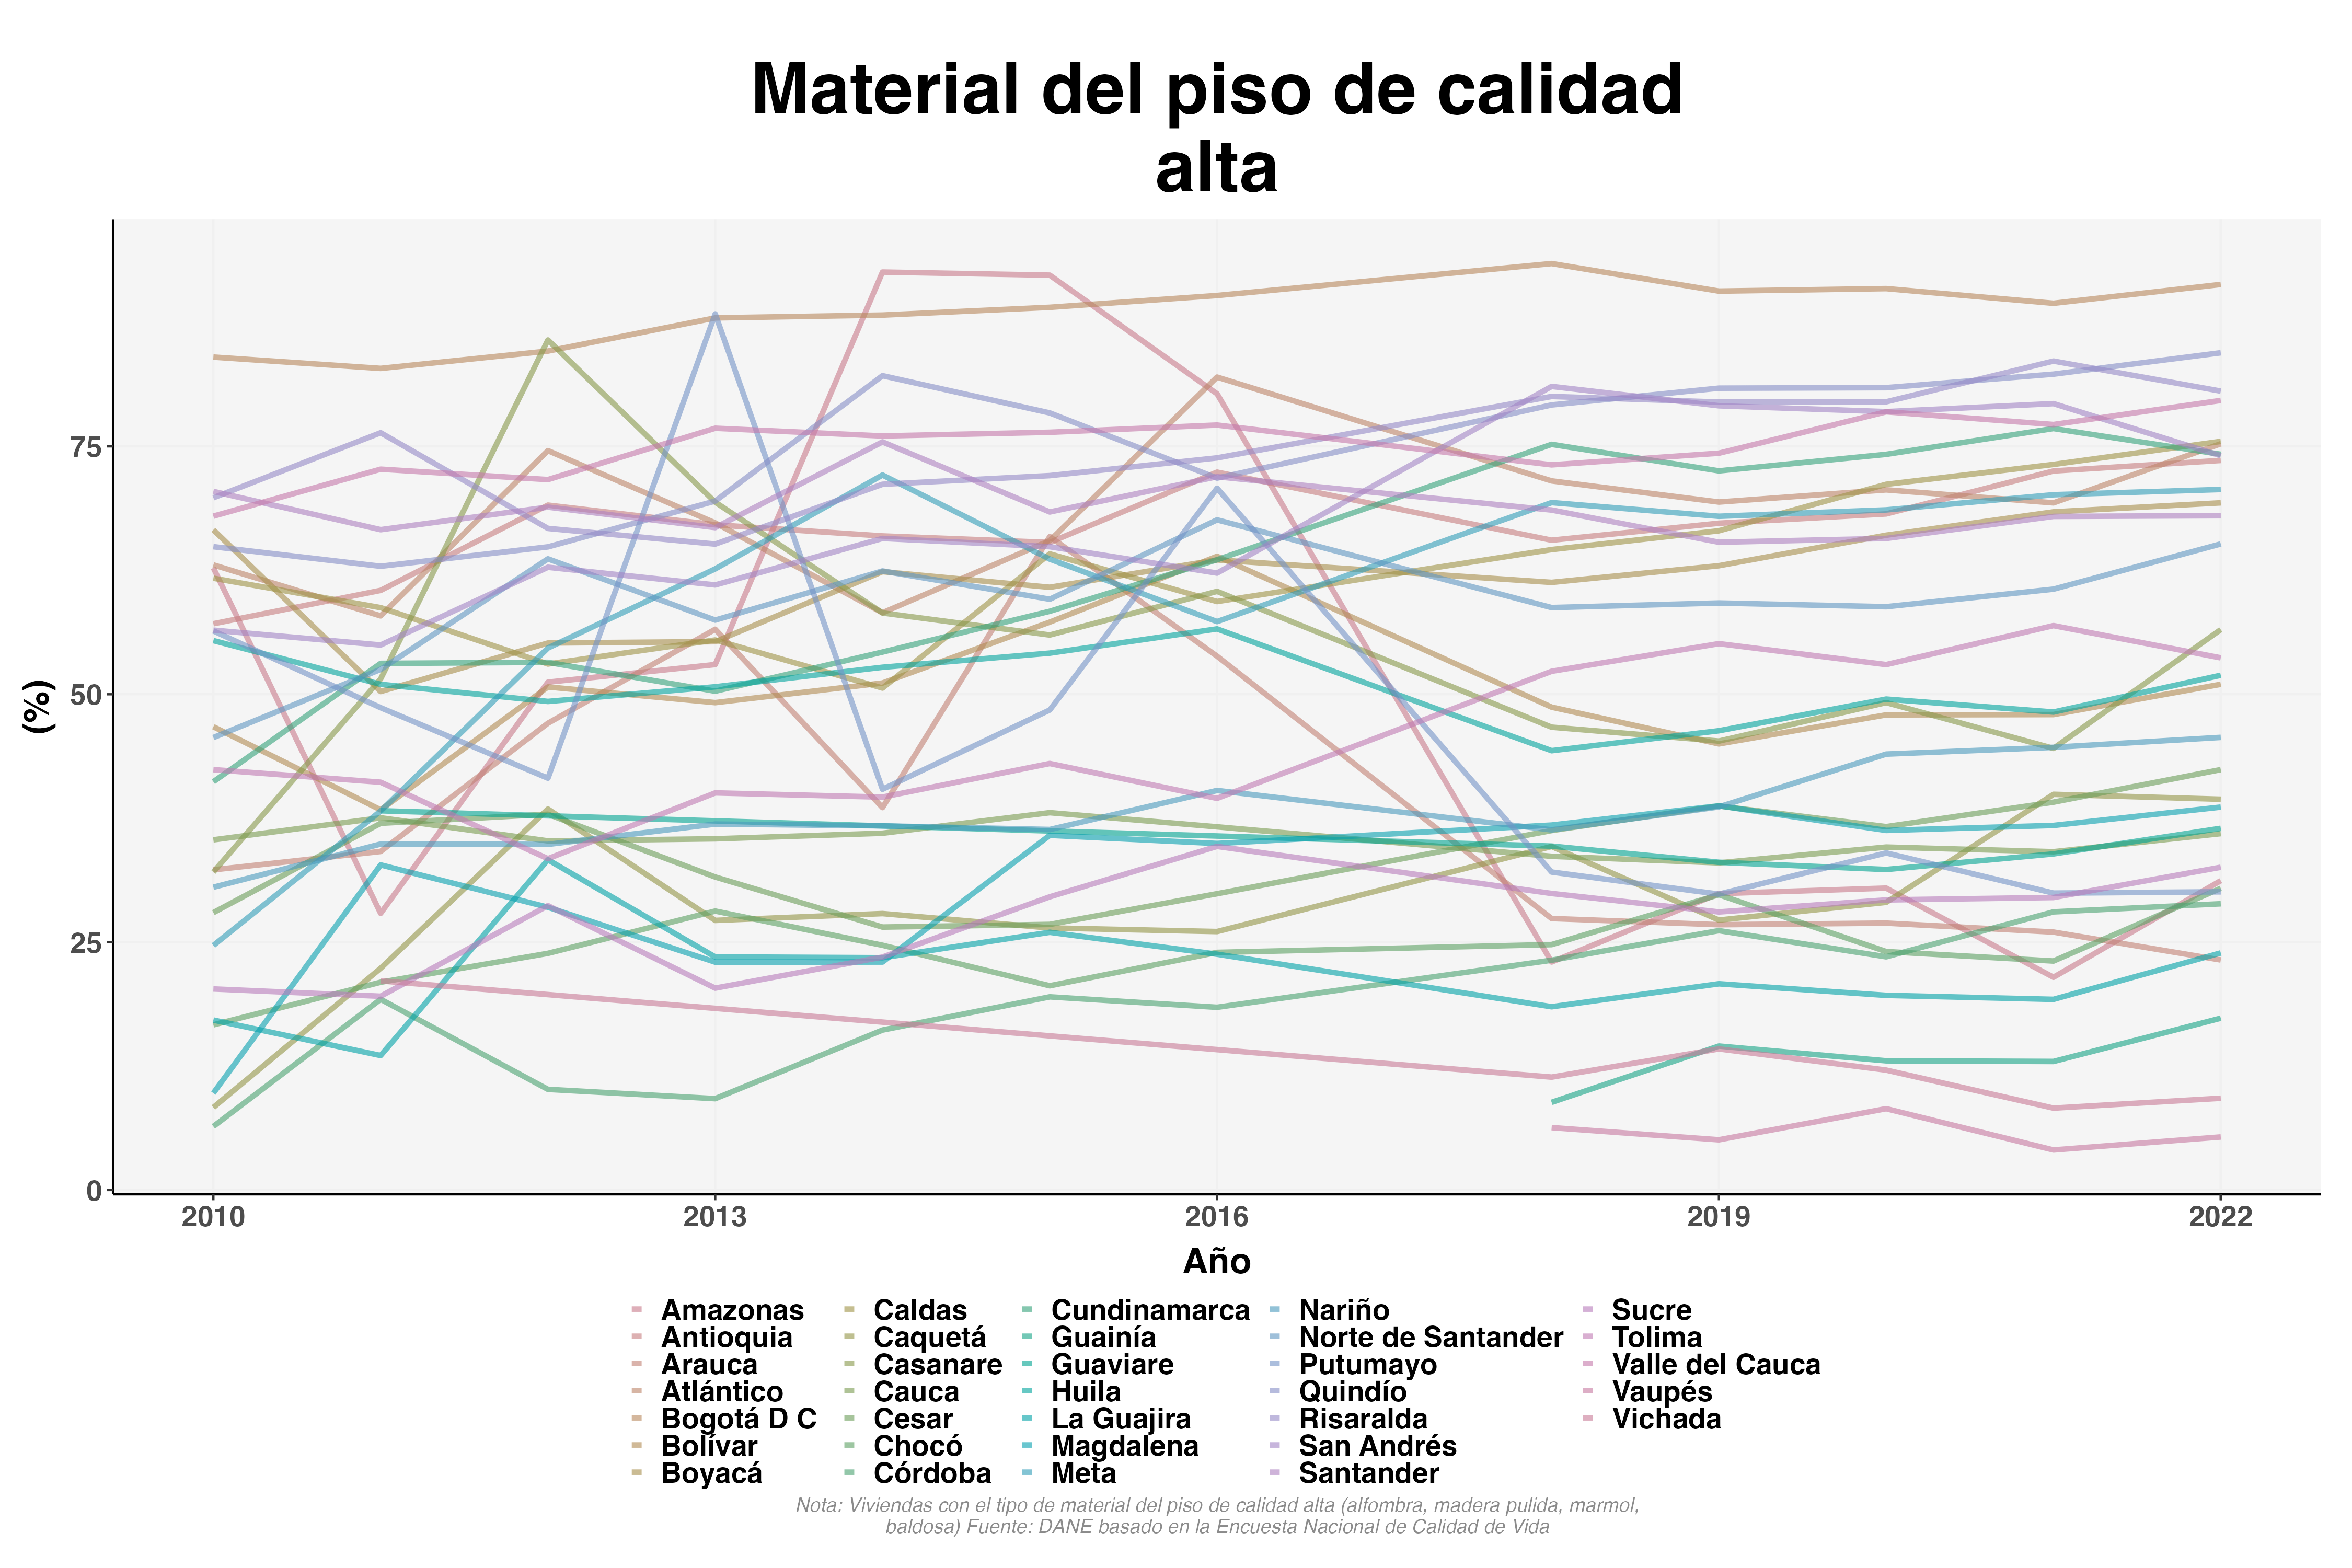 Material del piso de calidad
alta
(%)
75
50
25
0
2010 2013 2016 2019 2022
Año
Amazonas Caldas Cundinamarca Nariño Sucre
Antioquia Caquetá Guainía Norte de Santander Tolima
Arauca Casanare Guaviare Putumayo Valle del Cauca
Atlántico Cauca Huila Quindío Vaupés
Bogotá D C Cesar La Guajira Risaralda Vichada
Bolívar Chocó Magdalena San Andrés
Boyacá Córdoba Meta Santander
Nota: Viviendas con el tipo de material del piso de calidad alta (alfombra, madera pulida, marmol,
baldosa) Fuente: DANE basado en la Encuesta Nacional de Calidad de Vida